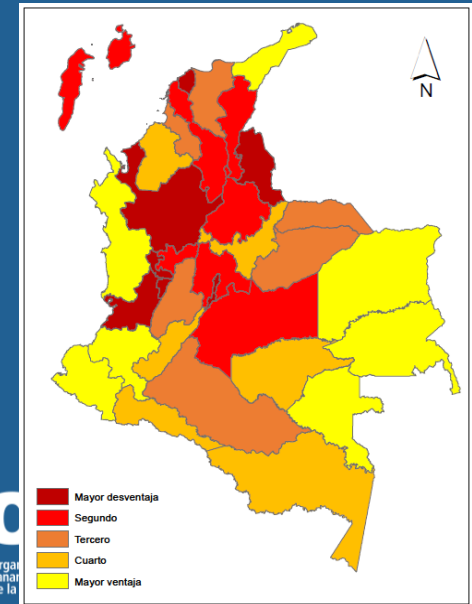 N
Mayor desventaja
Segundo
Tercero
Cuarto
Mayor ventaja